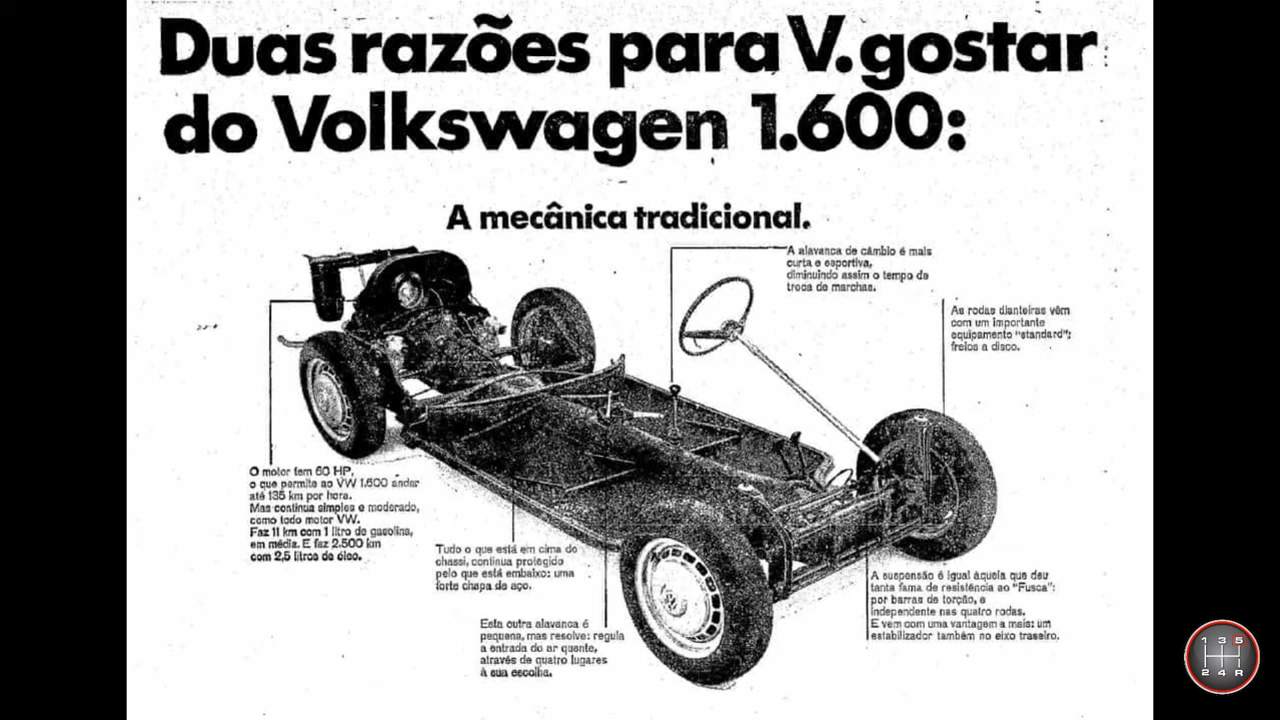 Duas razões para V. gostar
do Volkswagen 1.600:
A mecânica tradicional.
A alavanca de câmbio é mais
curta e esportiva,
diminuindo assim o tempo de
troca de marchas.
As rodas dianteiras vêm
com um importante
equipamento "standard":
freios a disco.
O motor tem 60 HP,
o que permite ao VW 1.600 andar
até 135 km por hora.
Mas continua simples e moderado,
como todo motor VW.
Faz 11 km com 1 litro de gasolina,
em média. E faz 2.500 km
com 2,5 litros de óleo.
Tudo o que está em cima do
chassi, continua protegido
pelo que está embaixo: uma
forte chapa de aço.
Esta outra alavanca é
pequena, mas resolve: regula
a entrada do ar quente,
através de quatro lugares
à sua escolha.
A suspensão é igual àquela que deu
tanta fama de resistência ao "Fusca":
por barras de torção, e
independente nas quatro rodas.
E vem com uma vantagem a mais: um
estabilizador também no eixo traseiro.
1 3 5
2 4 R